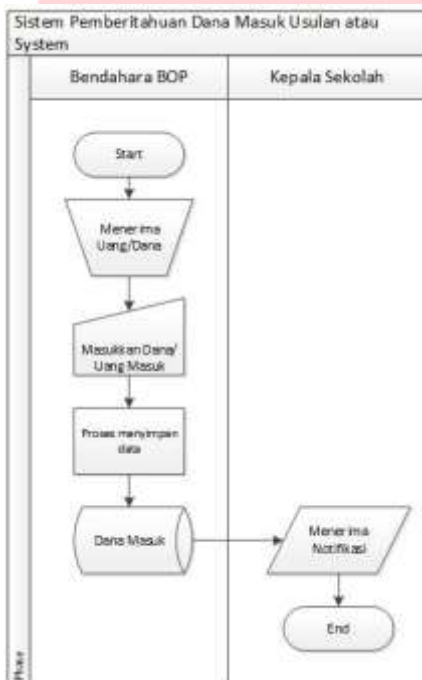 Sistem Pemberitahuan Dana Masuk Usulan atau
System
Bendahara BOP
Kepala Sekolah
Start
Menerima
Uang/Dana
Masukkan Dana/
Uang Masuk
Proses menyimpan
data
Dana Masuk
Menerima
Notifikasi
End
Phase